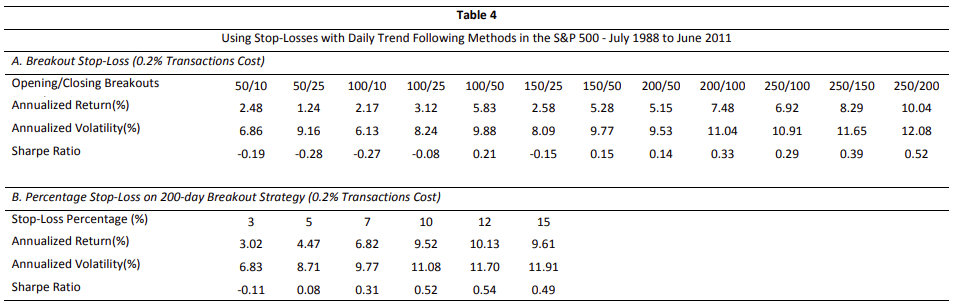 Table 4
Using Stop-Losses with Daily Trend Following Methods in the S&P 500 - July 1988 to June 2011
A. Breakout Stop-Loss (0.2% Transactions Cost)
Opening/Closing Breakouts 50/10 50/25 100/10 100/25 100/50 150/25 150/50 200/50 200/100 250/100 250/150 250/200
Annualized Return(%) 2.48 1.24 2.17 3.12 5.83 2.58 5.28 5.15 7.48 6.92 8.29 10.04
Annualized Volatility(%) 6.86 9.16 6.13 8.24 9.88 8.09 9.77 9.53 11.04 10.91 11.65 12.08
Sharpe Ratio -0.19 -0.28 -0.27 -0.08 0.21 -0.15 0.15 0.14 0.33 0.29 0.39 0.52
B. Percentage Stop-Loss on 200-day Breakout Strategy (0.2% Transactions Cost)
Stop-Loss Percentage (%) 3 5 7 10 12 15
Annualized Return(%) 3.02 4.47 6.82 9.52 10.13 9.61
Annualized Volatility(%) 6.83 8.71 9.77 11.08 11.70 11.91
Sharpe Ratio -0.11 0.08 0.31 0.52 0.54 0.49